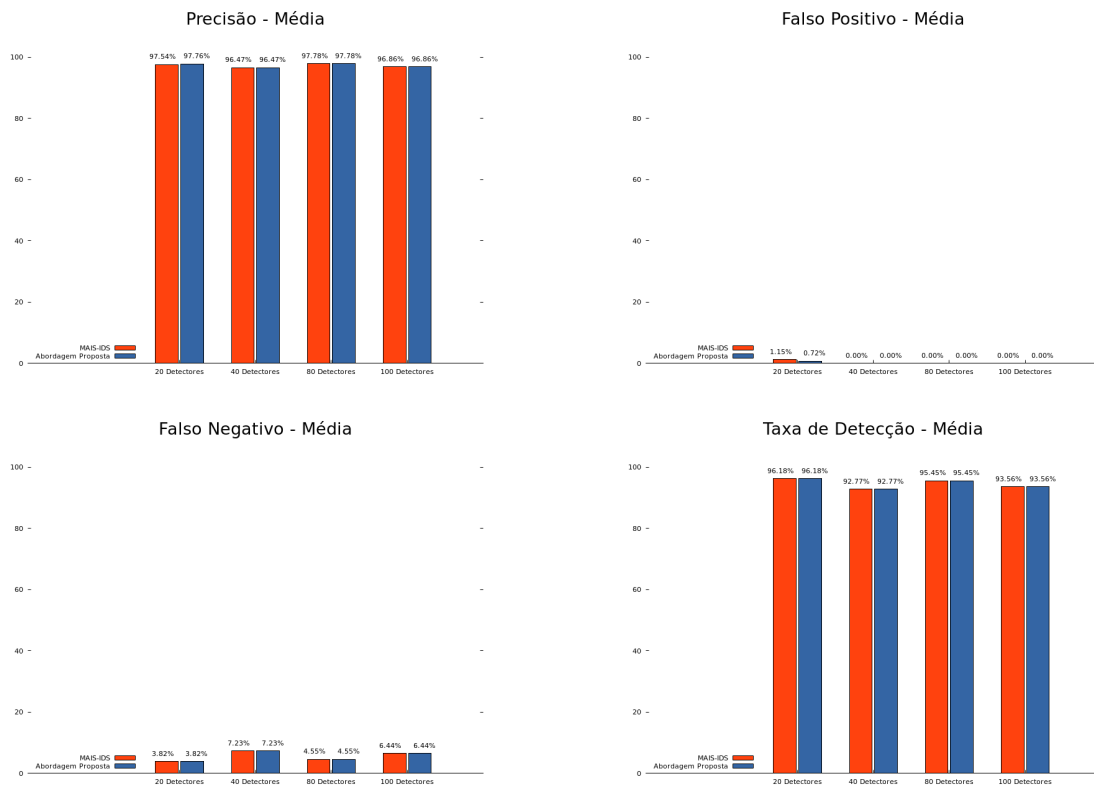 Precisão - Média
100
80
60
40
20
0
97.54% 97.76% 96.47% 96.47% 97.78% 97.78% 96.86% 96.86%
MAIS-IDS
Abordagem Proposta
20 Detectores 40 Detectores 80 Detectores 100 Detectores
Falso Positivo - Média
100
80
60
40
20
0
1.15% 0.72% 0.00% 0.00% 0.00% 0.00% 0.00% 0.00%
MAIS-IDS
Abordagem Proposta
20 Detectores 40 Detectores 80 Detectores 100 Detectores
Falso Negativo - Média
100
80
60
40
20
0
3.82% 3.82% 7.23% 7.23% 4.55% 4.55% 6.44% 6.44%
MAIS-IDS
Abordagem Proposta
20 Detectores 40 Detectores 80 Detectores 100 Detectores
Taxa de Detecção - Média
100
80
60
40
20
0
96.18% 96.18% 92.77% 92.77% 95.45% 95.45% 93.56% 93.56%
MAIS-IDS
Abordagem Proposta
20 Detectores 40 Detectores 80 Detectores 100 Detectores